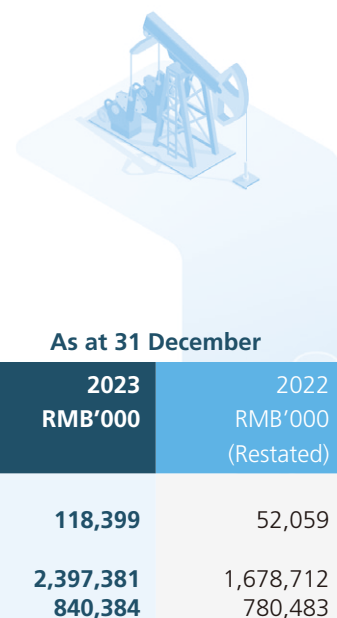 As at 31 December
2023 2022
RMB'000 RMB'000
(Restated)
118,399 52,059
2,397,381 1,678,712
840,384 780,483